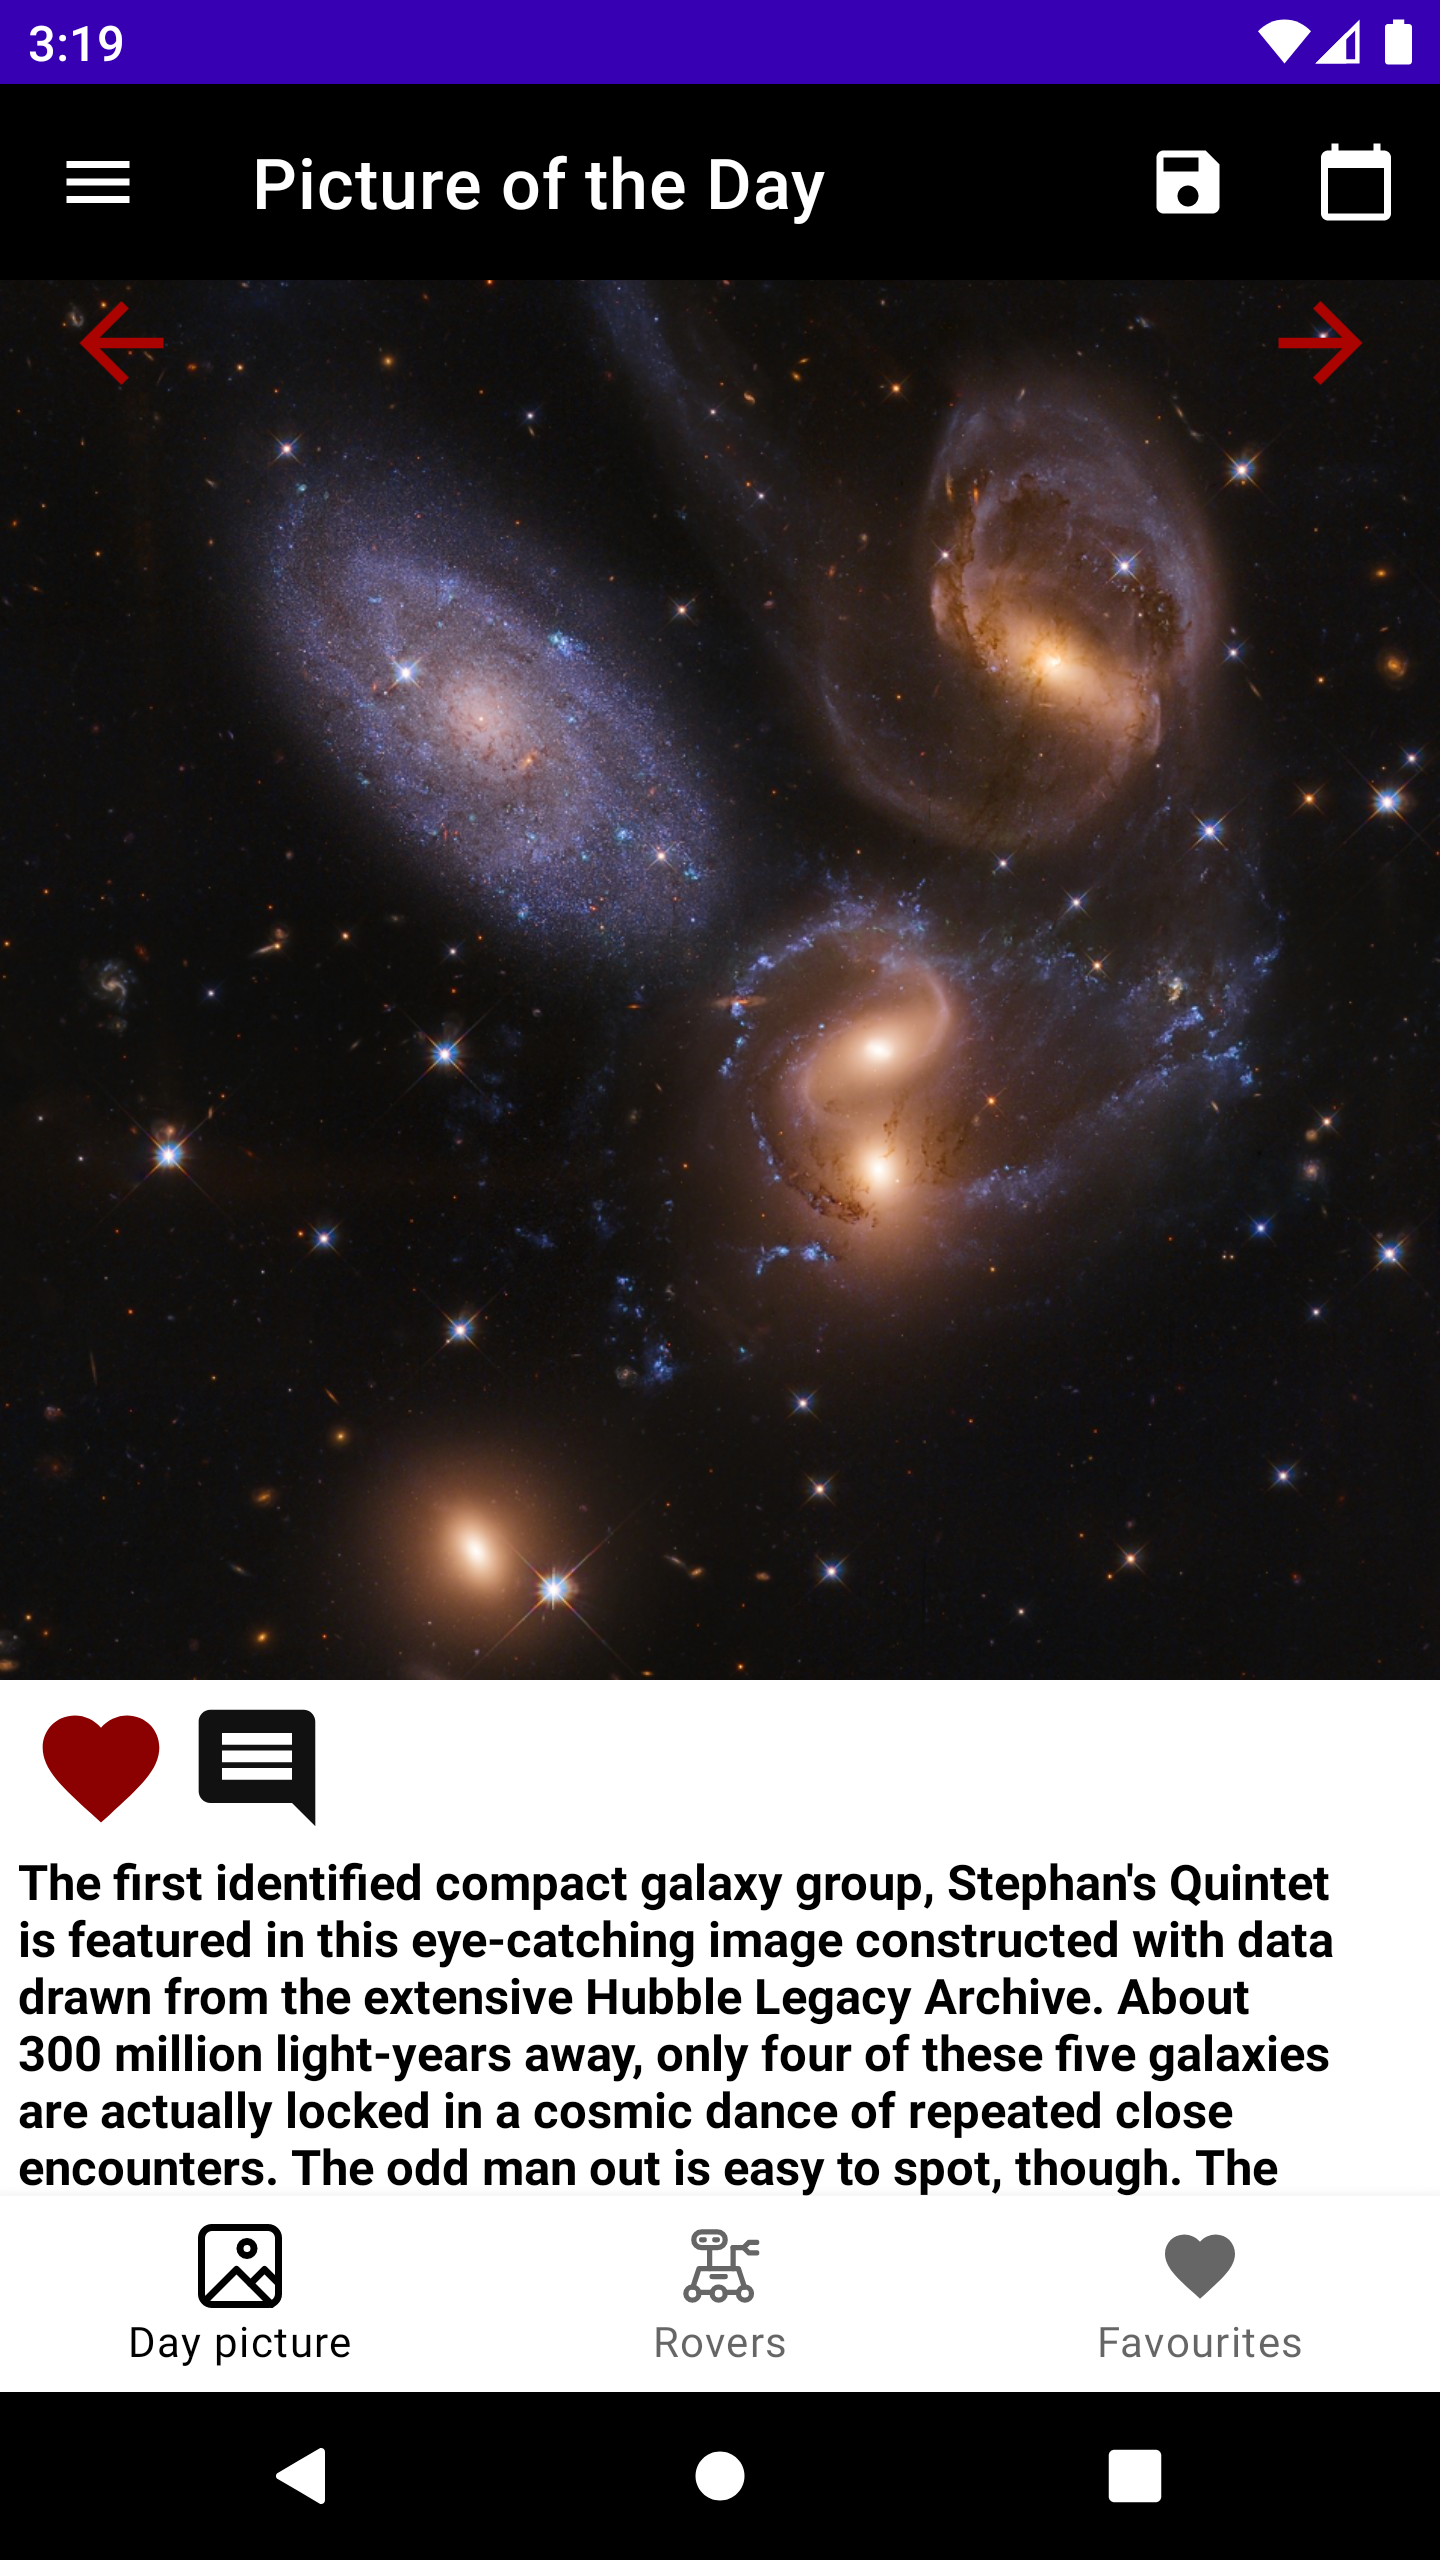 3:19
Picture of the Day
The first identified compact galaxy group, Stephan's Quintet
is featured in this eye-catching image constructed with data
drawn from the extensive Hubble Legacy Archive. About
300 million light-years away, only four of these five galaxies
are actually locked in a cosmic dance of repeated close
encounters. The odd man out is easy to spot, though. The
Day picture
Rovers
Favourites